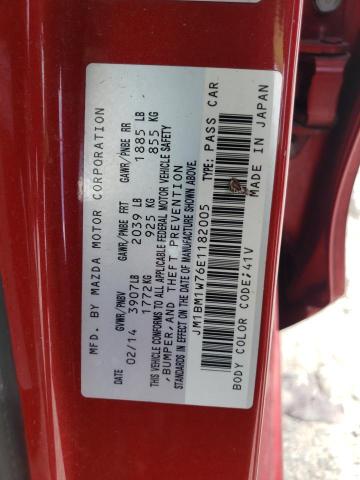 MFD. BY MAZDA MOTOR CORPORATION
DATE GVWR/PNBV GAWR/PNBE FRT GAWR/PNBE RR
02/14 3907LB 2039 LB 1885 LB
1772KG 925 KG 855 KG
THIS VEHICLE CONFORMS TO ALL APPLICABLE FEDERAL MOTOR VEHICLE SAFETY
,BUMPER, AND THEFT PREVENTION
STANDARDS IN EFFECT ON THE DATE OF MANUFACTURE SHOWN ABOVE.
JM1BM1W76E1182005 TYPE: PASS CAR
BODY COLOR CODE:41V MADE IN JAPAN